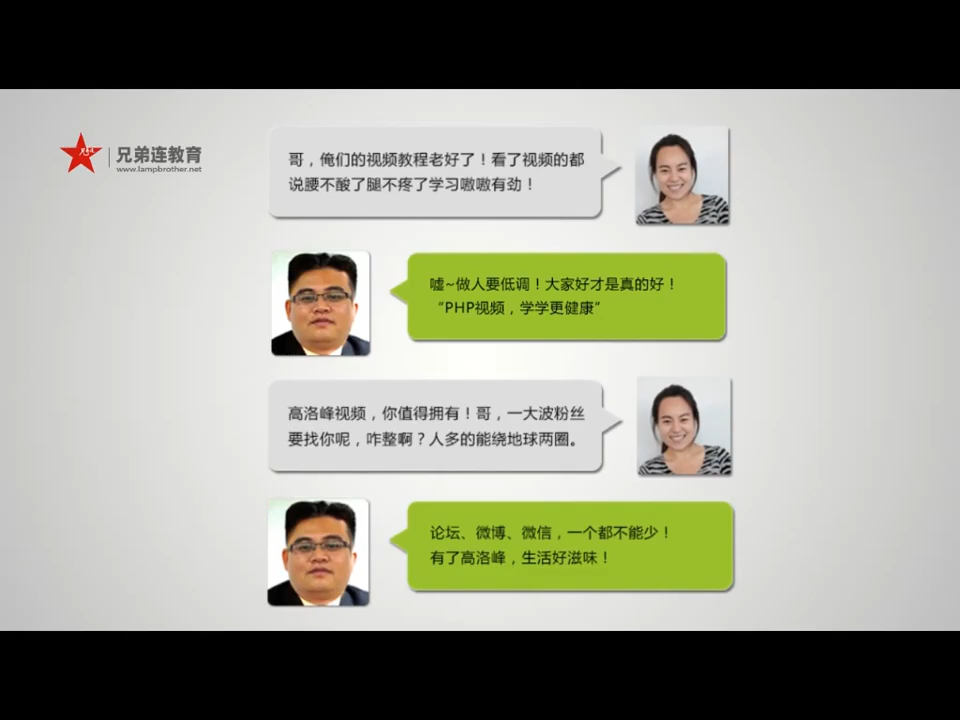 兄弟连教育
www.lampbrother.net
哥，俺们的视频教程老好了！看了视频的都
说腰不酸了腿不疼了学习嗷嗷有劲！
嘘~做人要低调！大家好才是真的好！
“PHP视频，学学更健康”
高洛峰视频，你值得拥有！哥，一大波粉丝
要找你呢，咋整啊？人多的能绕地球两圈。
论坛、微博、微信，一个都不能少！
有了高洛峰，生活好滋味！